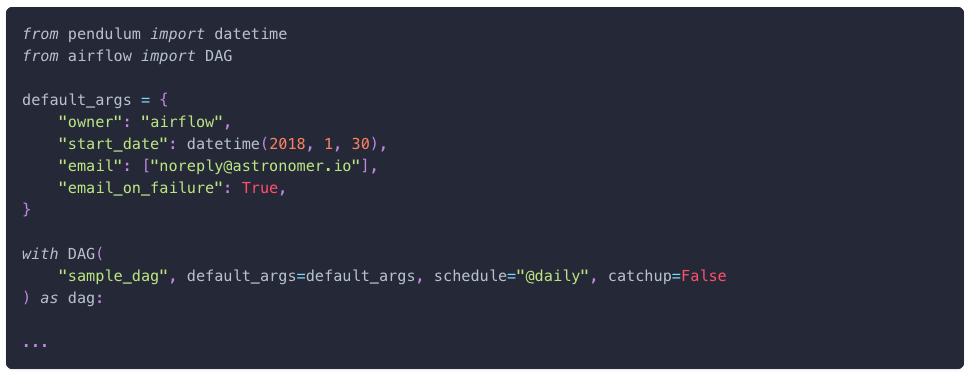 from pendulum import datetime
from airflow import DAG

default_args = {
    "owner": "airflow",
    "start_date": datetime(2018, 1, 30),
    "email": ["noreply@astronomer.io"],
    "email_on_failure": True,
}

with DAG(
    "sample_dag", default_args=default_args, schedule="@daily", catchup=False
) as dag:

...